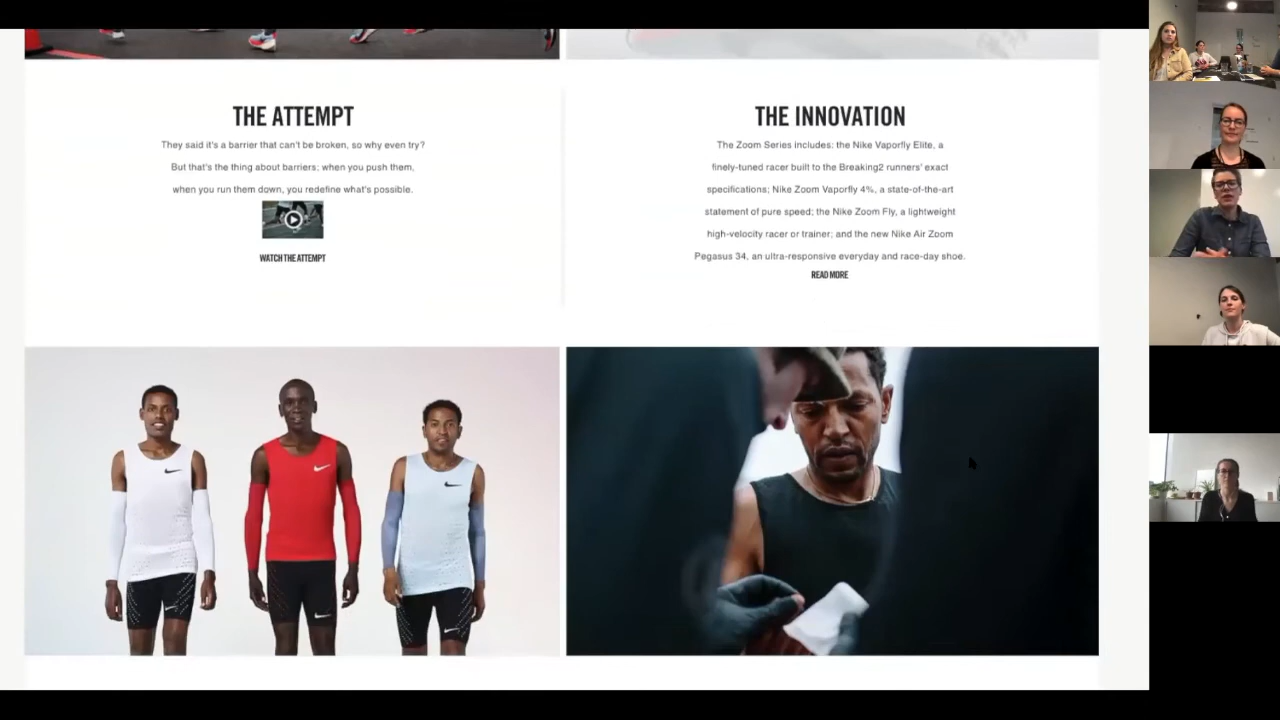 THE ATTEMPT
They said it's a barrier that can't be broken, so why even try?
But that's the thing about barriers; when you push them,
when you run them down, you redefine what's possible.
WATCH THE ATTEMPT
THE INNOVATION
The Zoom Series includes: the Nike Vaporfly Elite, a
finely-tuned racer built to the Breaking2 runners' exact
specifications; Nike Zoom Vaporfly 4%, a state-of-the-art
statement of pure speed; the Nike Zoom Fly, a lightweight
high-velocity racer or trainer; and the new Nike Air Zoom
Pegasus 34, an ultra-responsive everyday and race-day shoe.
READ MORE